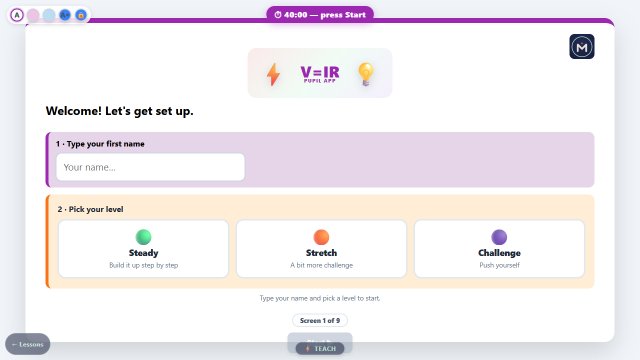 A
A+
⏱ 40:00 — press Start
V=IR
PUPIL APP
M
Welcome! Let's get set up.
1 · Type your first name
Your name...
2 · Pick your level
Steady
Build it up step by step
Stretch
A bit more challenge
Challenge
Push yourself
Type your name and pick a level to start.
Screen 1 of 9
← Lessons
⚡ TEACH